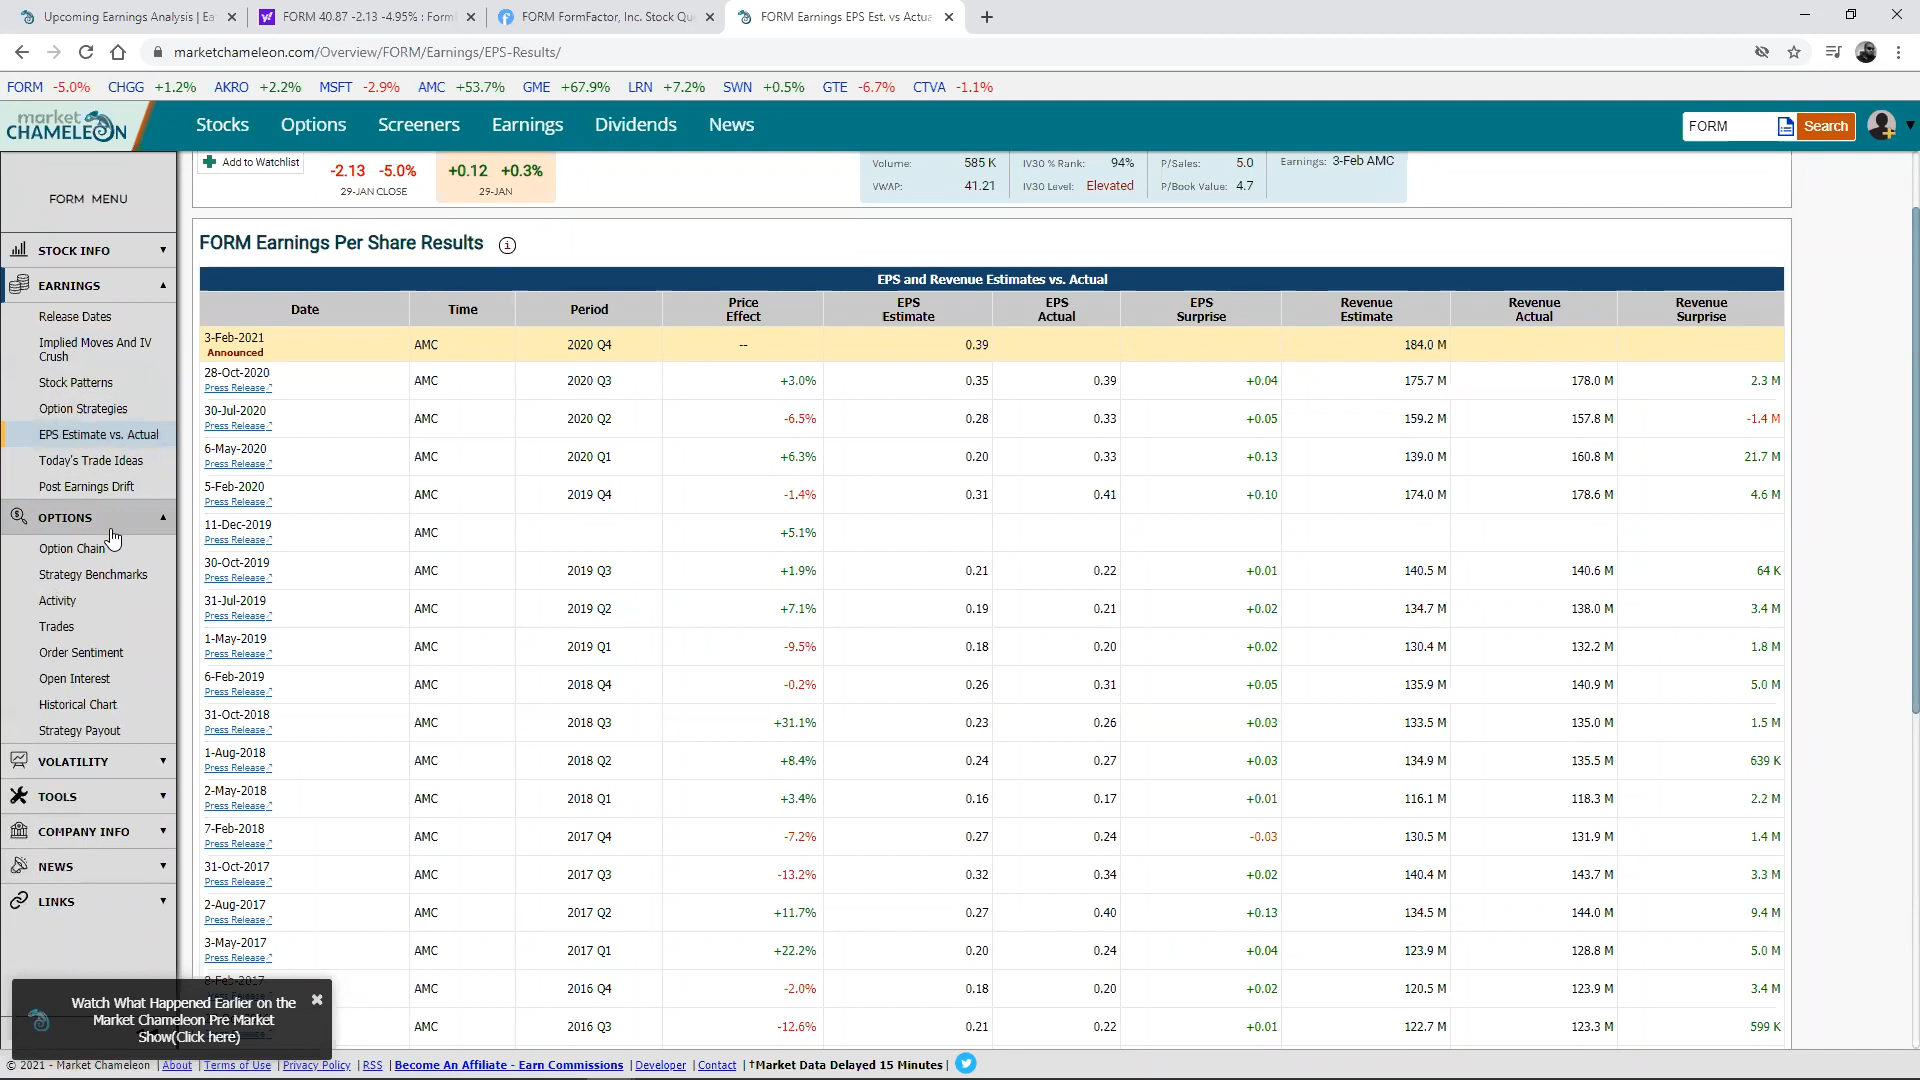 Upcoming Earnings Analysis | Ea
FORM 40.87 -2.13 -4.95% : Form
FORM FormFactor, Inc. Stock Qu
FORM Earnings EPS Est. vs Actua
marketchameleon.com/Overview/FORM/Earnings/EPS-Results/
FORM -5.0% CHGG +1.2% AKRO +2.2% MSFT -2.9% AMC +53.7% GME +67.9% LRN +7.2% SWN +0.5% GTE -6.7% CTVA -1.1%
market CHAMELEON
Stocks Options Screeners Earnings Dividends News
FORM Search
FORM MENU
STOCK INFO
EARNINGS
Release Dates
Implied Moves And IV
Crush
Stock Patterns
Option Strategies
EPS Estimate vs. Actual
Today's Trade Ideas
Post Earnings Drift
OPTIONS
Option Chain
Strategy Benchmarks
Activity
Trades
Order Sentiment
Open Interest
Historical Chart
Strategy Payout
VOLATILITY
TOOLS
COMPANY INFO
NEWS
LINKS
Add to Watchlist
-2.13 -5.0%
29-JAN CLOSE
+0.12 +0.3%
29-JAN
Volume: 585 K
VWAP: 41.21
IV30 % Rank: 94%
IV30 Level: Elevated
P/Sales: 5.0
P/Book Value: 4.7
Earnings: 3-Feb AMC
FORM Earnings Per Share Results
EPS and Revenue Estimates vs. Actual
Date Time Period Price Effect EPS Estimate EPS Actual EPS Surprise Revenue Estimate Revenue Actual Revenue Surprise
3-Feb-2021 AMC 2020 Q4 -- 0.39 184.0 M
Announced
28-Oct-2020 AMC 2020 Q3 +3.0% 0.35 0.39 +0.04 175.7 M 178.0 M 2.3 M
Press Release
30-Jul-2020 AMC 2020 Q2 -6.5% 0.28 0.33 +0.05 159.2 M 157.8 M -1.4 M
Press Release
6-May-2020 AMC 2020 Q1 +6.3% 0.20 0.33 +0.13 139.0 M 160.8 M 21.7 M
Press Release
5-Feb-2020 AMC 2019 Q4 -1.4% 0.31 0.41 +0.10 174.0 M 178.6 M 4.6 M
Press Release
11-Dec-2019 AMC +5.1%
Press Release
30-Oct-2019 AMC 2019 Q3 +1.9% 0.21 0.22 +0.01 140.5 M 140.6 M 64 K
Press Release
31-Jul-2019 AMC 2019 Q2 +7.1% 0.19 0.21 +0.02 134.7 M 138.0 M 3.4 M
Press Release
1-May-2019 AMC 2019 Q1 -9.5% 0.18 0.20 +0.02 130.4 M 132.2 M 1.8 M
Press Release
6-Feb-2019 AMC 2018 Q4 -0.2% 0.26 0.31 +0.05 135.9 M 140.9 M 5.0 M
Press Release
31-Oct-2018 AMC 2018 Q3 +31.1% 0.23 0.26 +0.03 133.5 M 135.0 M 1.5 M
Press Release
1-Aug-2018 AMC 2018 Q2 +8.4% 0.24 0.27 +0.03 134.9 M 135.5 M 639 K
Press Release
2-May-2018 AMC 2018 Q1 +3.4% 0.16 0.17 +0.01 116.1 M 118.3 M 2.2 M
Press Release
7-Feb-2018 AMC 2017 Q4 -7.2% 0.27 0.24 -0.03 130.5 M 131.9 M 1.4 M
Press Release
31-Oct-2017 AMC 2017 Q3 -13.2% 0.32 0.34 +0.02 140.4 M 143.7 M 3.3 M
Press Release
2-Aug-2017 AMC 2017 Q2 +11.7% 0.27 0.40 +0.13 134.5 M 144.0 M 9.4 M
Press Release
3-May-2017 AMC 2017 Q1 +22.2% 0.20 0.24 +0.04 123.9 M 128.8 M 5.0 M
Press Release
8-Feb-2017 AMC 2016 Q4 -2.0% 0.18 0.20 +0.02 120.5 M 123.9 M 3.4 M
AMC 2016 Q3 -12.6% 0.21 0.22 +0.01 122.7 M 123.3 M 599 K
Watch What Happened Earlier on the
Market Chameleon Pre Market
Show(Click here)
© 2021 - Market Chameleon | About | Terms of Use | Privacy Policy | RSS | Become An Affiliate - Earn Commissions | Developer | Contact | †Market Data Delayed 15 Minutes |